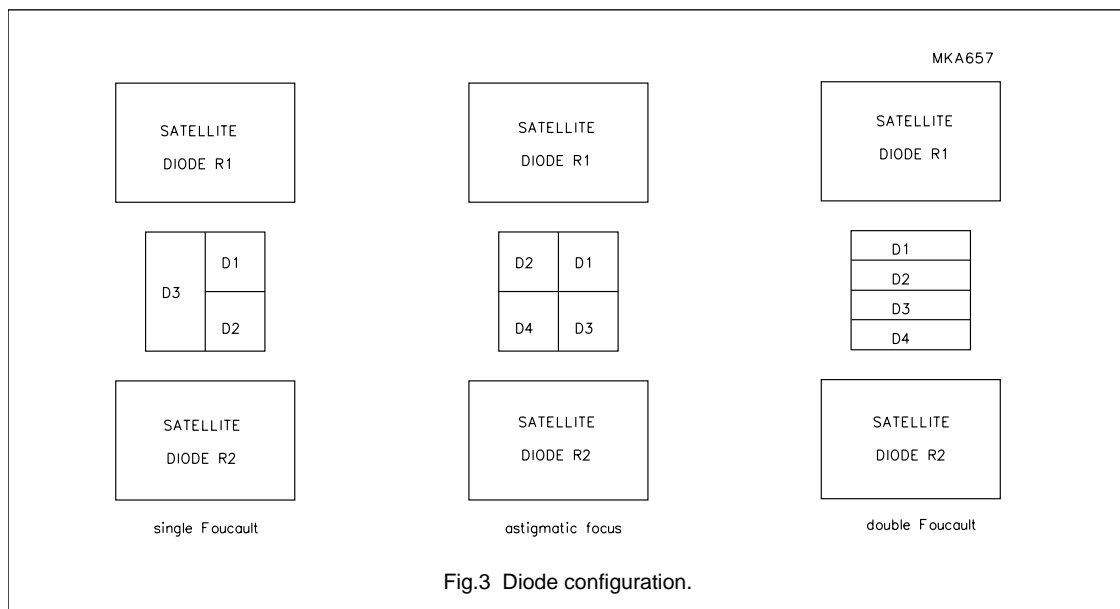 MKA657
SATELLITE
DIODE R1
D3
D1
D2
SATELLITE
DIODE R2
single Foucault
SATELLITE
DIODE R1
D2
D1
D4
D3
SATELLITE
DIODE R2
astigmatic focus
SATELLITE
DIODE R1
D1
D2
D3
D4
SATELLITE
DIODE R2
double Foucault
Fig.3 Diode configuration.